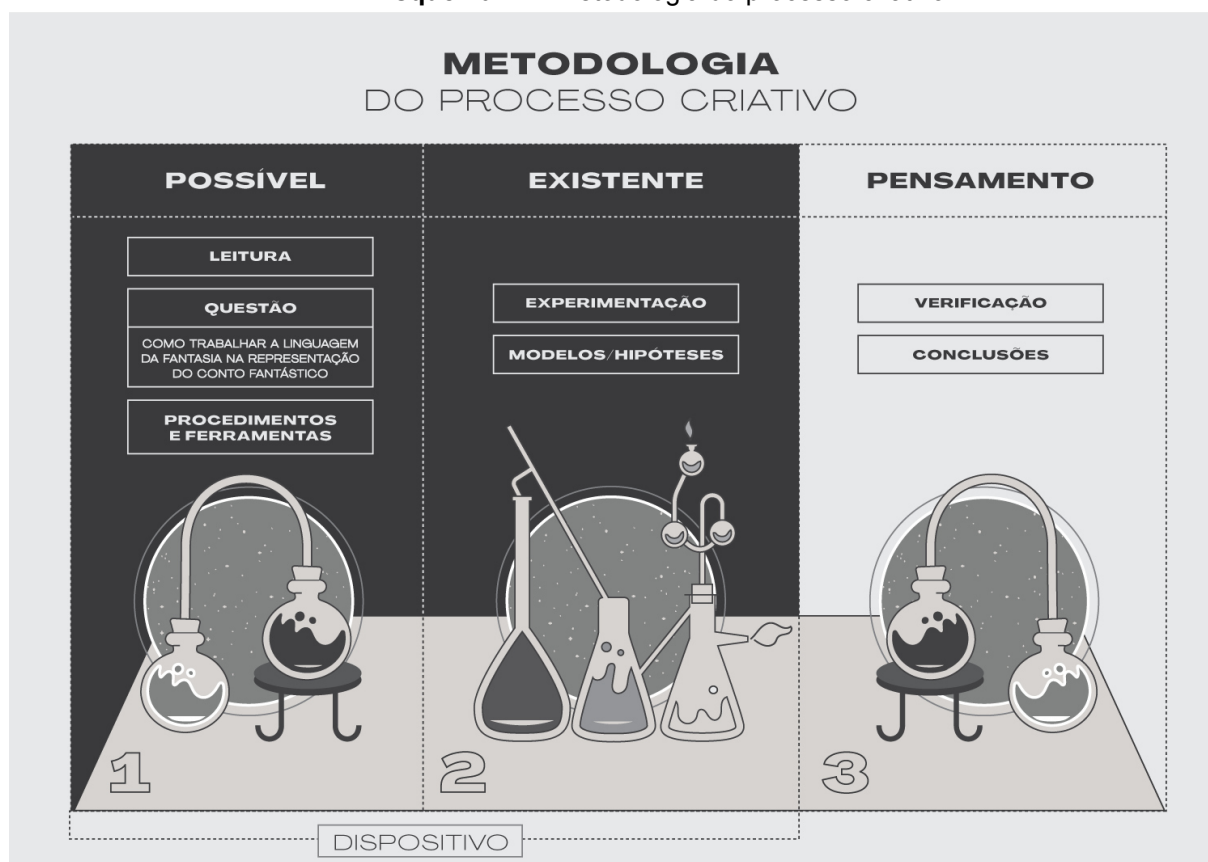 METODOLOGIA
DO PROCESSO CRIATIVO
POSSÍVEL
LEITURA
QUESTÃO
COMO TRABALHAR A LINGUAGEM
DA FANTASIA NA REPRESENTAÇÃO
DO CONTO FANTÁSTICO
PROCEDIMENTOS
E FERRAMENTAS
1
EXISTENTE
EXPERIMENTAÇÃO
MODELOS/HIPÓTESES
2
PENSAMENTO
VERIFICAÇÃO
CONCLUSÕES
3
DISPOSITIVO